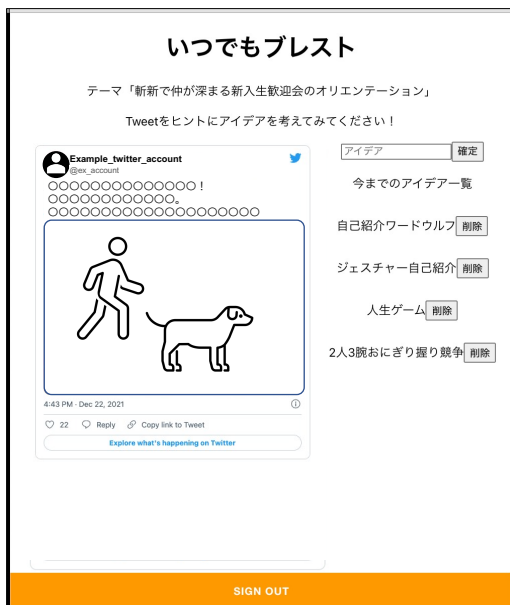 いつでもブレスト
テーマ「斬新で仲が深まる新入生歓迎会のオリエンテーション」
Tweetをヒントにアイデアを考えてみてください！
Example_twitter_account
@ex_account
〇〇〇〇〇〇〇〇〇〇〇〇〇〇！
〇〇〇〇〇〇〇〇〇〇〇〇。
〇〇〇〇〇〇〇〇〇〇〇〇〇〇〇〇〇〇〇〇
4:43 PM · Dec 22, 2021
22 Reply Copy link to Tweet
Explore what's happening on Twitter
アイデア 確定
今までのアイデア一覧
自己紹介ワードウルフ 削除
ジェスチャー自己紹介 削除
人生ゲーム 削除
2人3腕おにぎり握り競争 削除
SIGN OUT